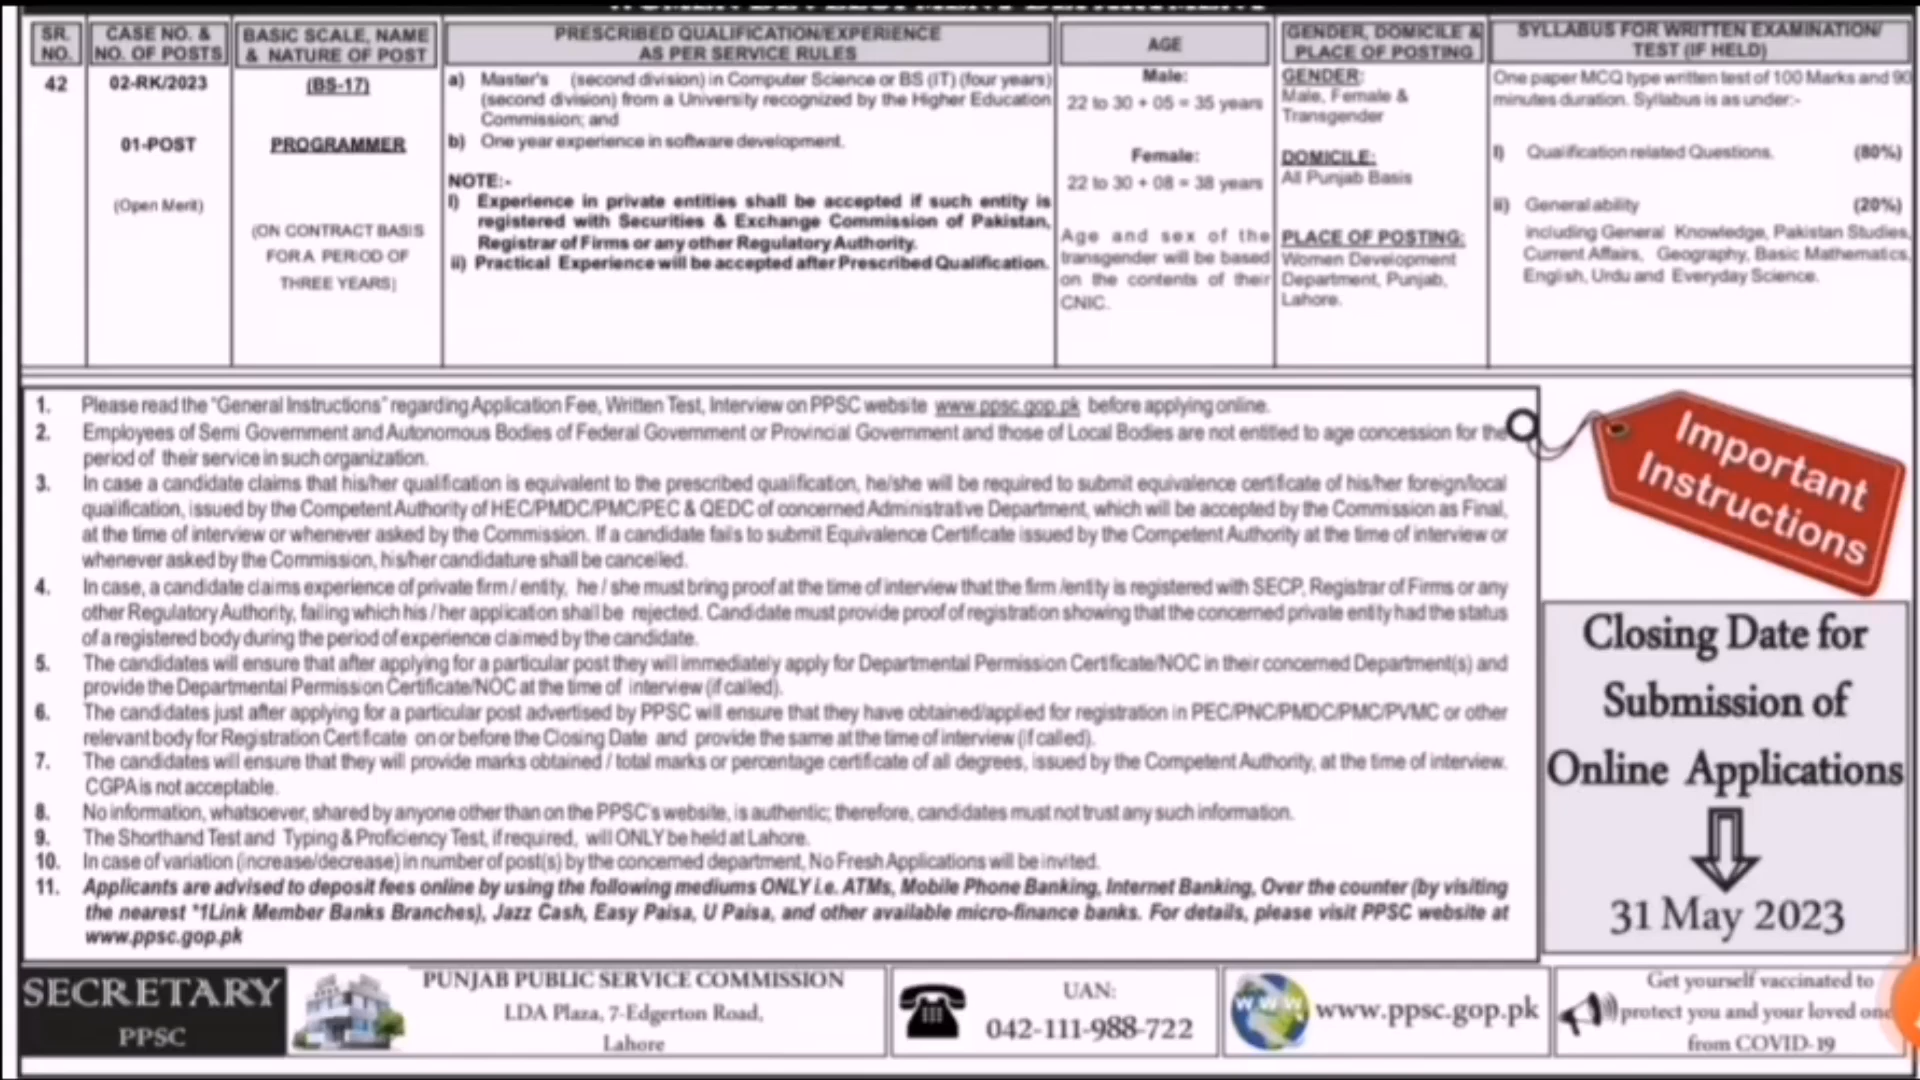 SR. NO.
CASE NO. & NO. OF POSTS
BASIC SCALE, NAME & NATURE OF POST
PRESCRIBED QUALIFICATION/EXPERIENCE
AS PER SERVICE RULES
AGE
GENDER, DOMICILE & PLACE OF POSTING
SYLLABUS FOR WRITTEN EXAMINATION/
TEST (IF HELD)
42
02-RK/2023
01-POST
(Open Merit)
(BS-17)
PROGRAMMER
(ON CONTRACT BASIS
FOR A PERIOD OF
THREE YEARS)
a) Master's (second division) in Computer Science or BS (IT) (four years)
(second division) from a University recognized by the Higher Education
Commission; and
b) One year experience in software development.
NOTE:-
I) Experience in private entities shall be accepted if such entity is
registered with Securities & Exchange Commission of Pakistan,
Registrar of Firms or any other Regulatory Authority.
ii) Practical Experience will be accepted after Prescribed Qualification.
Male:
22 to 30 + 05 = 35 years
Female:
22 to 30 + 08 = 38 years
Age and sex of the
transgender will be based
on the contents of their
CNIC.
GENDER:
Male, Female &
Transgender
DOMICILE:
All Punjab Basis
PLACE OF POSTING:
Women Development
Department, Punjab,
Lahore.
One paper MCQ type written test of 100 Marks and 90
minutes duration. Syllabus is as under:-
I) Qualification related Questions. (80%)
ii) General ability (20%)
including General Knowledge, Pakistan Studies,
Current Affairs, Geography, Basic Mathematics,
English, Urdu and Everyday Science.
1. Please read the "General Instructions" regarding Application Fee, Written Test, Interview on PPSC website www.ppsc.gop.pk before applying online.
2. Employees of Semi Government and Autonomous Bodies of Federal Government or Provincial Government and those of Local Bodies are not entitled to age concession for the
period of their service in such organization.
3. In case a candidate claims that his/her qualification is equivalent to the prescribed qualification, he/she will be required to submit equivalence certificate of his/her foreign/local
qualification, issued by the Competent Authority of HEC/PMDC/PMC/PEC & QEDC of concerned Administrative Department, which will be accepted by the Commission as Final,
at the time of interview or whenever asked by the Commission. If a candidate fails to submit Equivalence Certificate issued by the Competent Authority at the time of interview or
whenever asked by the Commission, his/her candidature shall be cancelled.
4. In case, a candidate claims experience of private firm / entity, he / she must bring proof at the time of interview that the firm /entity is registered with SECP, Registrar of Firms or any
other Regulatory Authority, failing which his / her application shall be rejected. Candidate must provide proof of registration showing that the concerned private entity had the status
of a registered body during the period of experience claimed by the candidate.
5. The candidates will ensure that after applying for a particular post they will immediately apply for Departmental Permission Certificate/NOC in their concerned Department(s) and
provide the Departmental Permission Certificate/NOC at the time of interview (if called).
6. The candidates just after applying for a particular post advertised by PPSC will ensure that they have obtained/applied for registration in PEC/PNC/PMDC/PMC/PVMC or other
relevant body for Registration Certificate on or before the Closing Date and provide the same at the time of interview (if called).
7. The candidates will ensure that they will provide marks obtained / total marks or percentage certificate of all degrees, issued by the Competent Authority, at the time of interview.
CGPA is not acceptable.
8. No information, whatsoever, shared by anyone other than on the PPSC's website, is authentic; therefore, candidates must not trust any such information.
9. The Shorthand Test and Typing & Proficiency Test, if required, will ONLY be held at Lahore.
10. In case of variation (increase/decrease) in number of post(s) by the concerned department, No Fresh Applications will be invited.
11. Applicants are advised to deposit fees online by using the following mediums ONLY i.e. ATMs, Mobile Phone Banking, Internet Banking, Over the counter (by visiting
the nearest *1Link Member Banks Branches), Jazz Cash, Easy Paisa, U Paisa, and other available micro-finance banks. For details, please visit PPSC website at
www.ppsc.gop.pk
Important
Instructions
Closing Date for
Submission of
Online Applications
31 May 2023
SECRETARY
PPSC
PUNJAB PUBLIC SERVICE COMMISSION
LDA Plaza, 7-Edgerton Road,
Lahore
UAN:
042-111-988-722
www
www.ppsc.gop.pk
Get yourself vaccinated to
protect you and your loved
from COVID-19